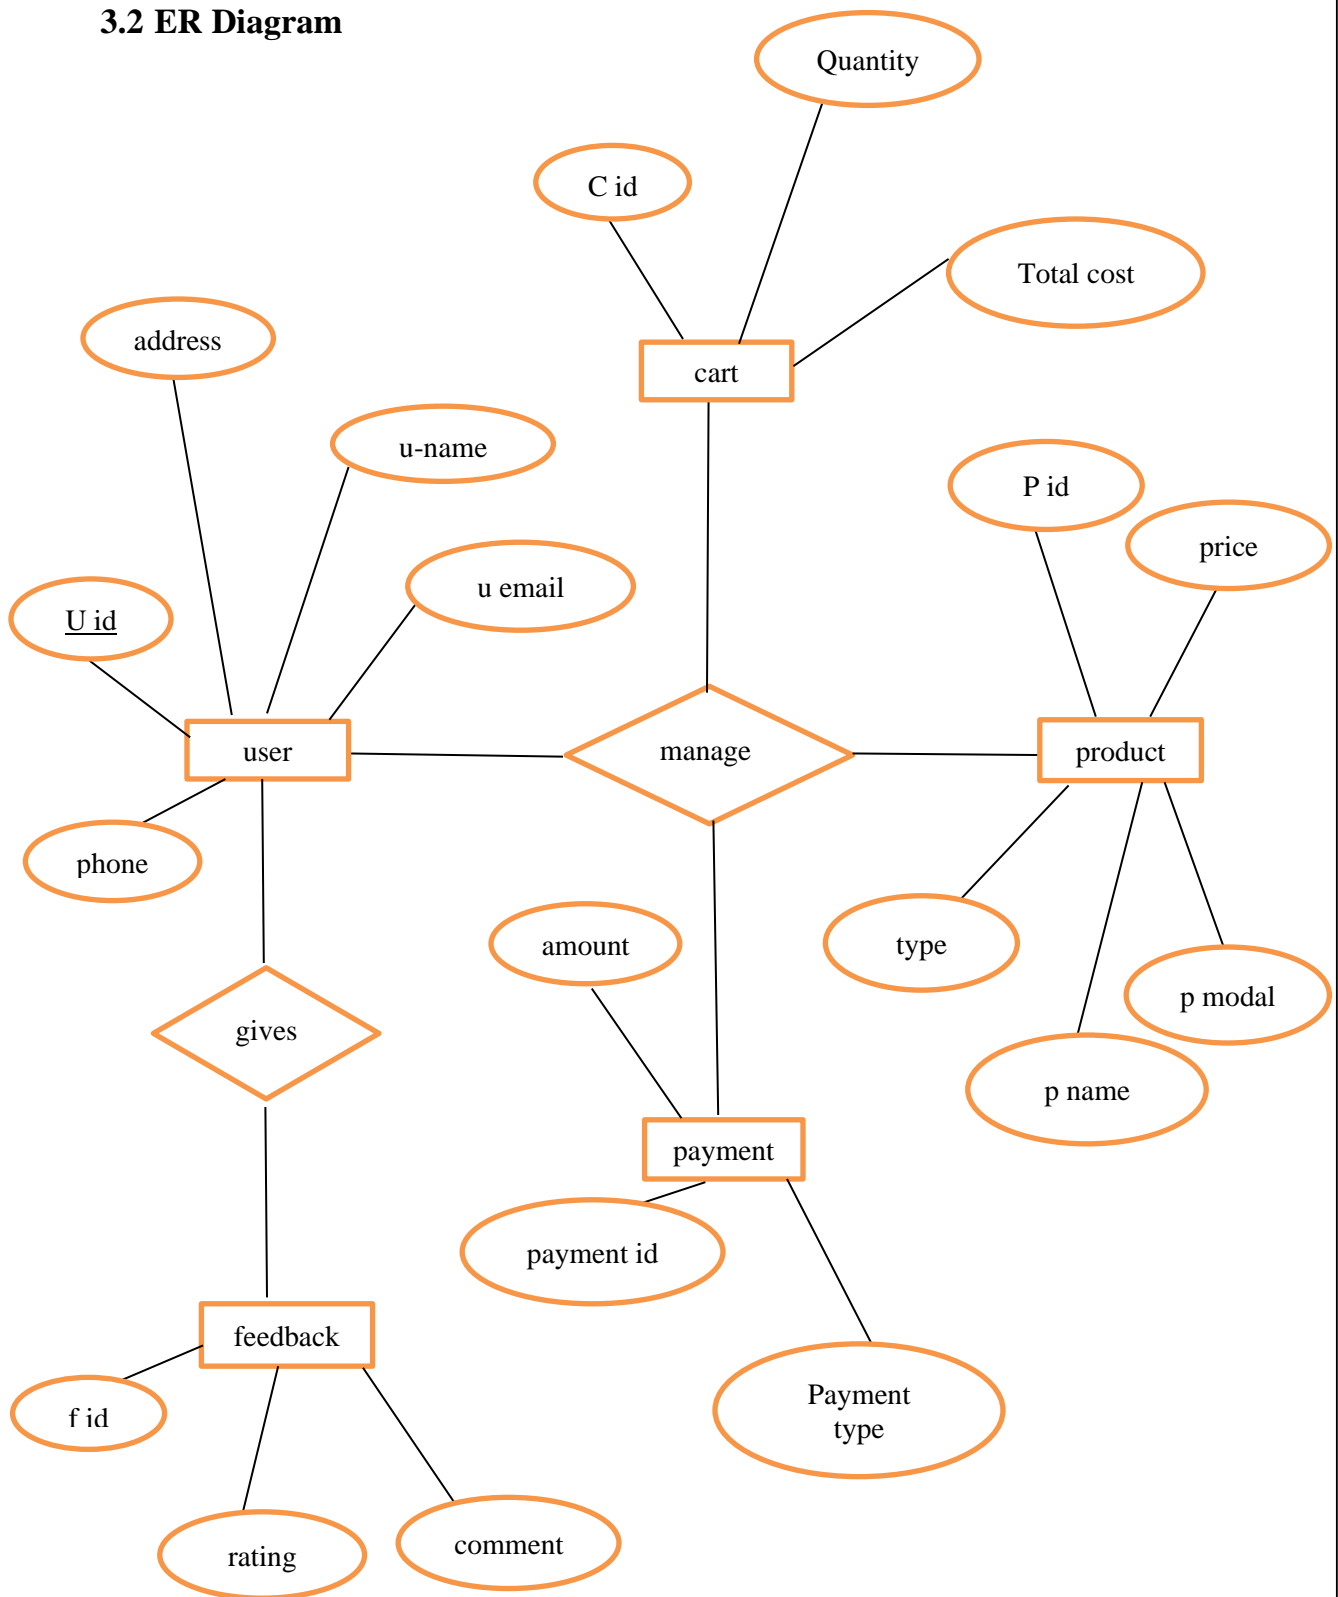 3.2 ER Diagram
Quantity
C id
Total cost
address
cart
u-name
P id
price
u email
U id
user
manage
product
phone
amount
type
p modal
gives
p name
payment
payment id
feedback
Payment
type
f id
rating
comment